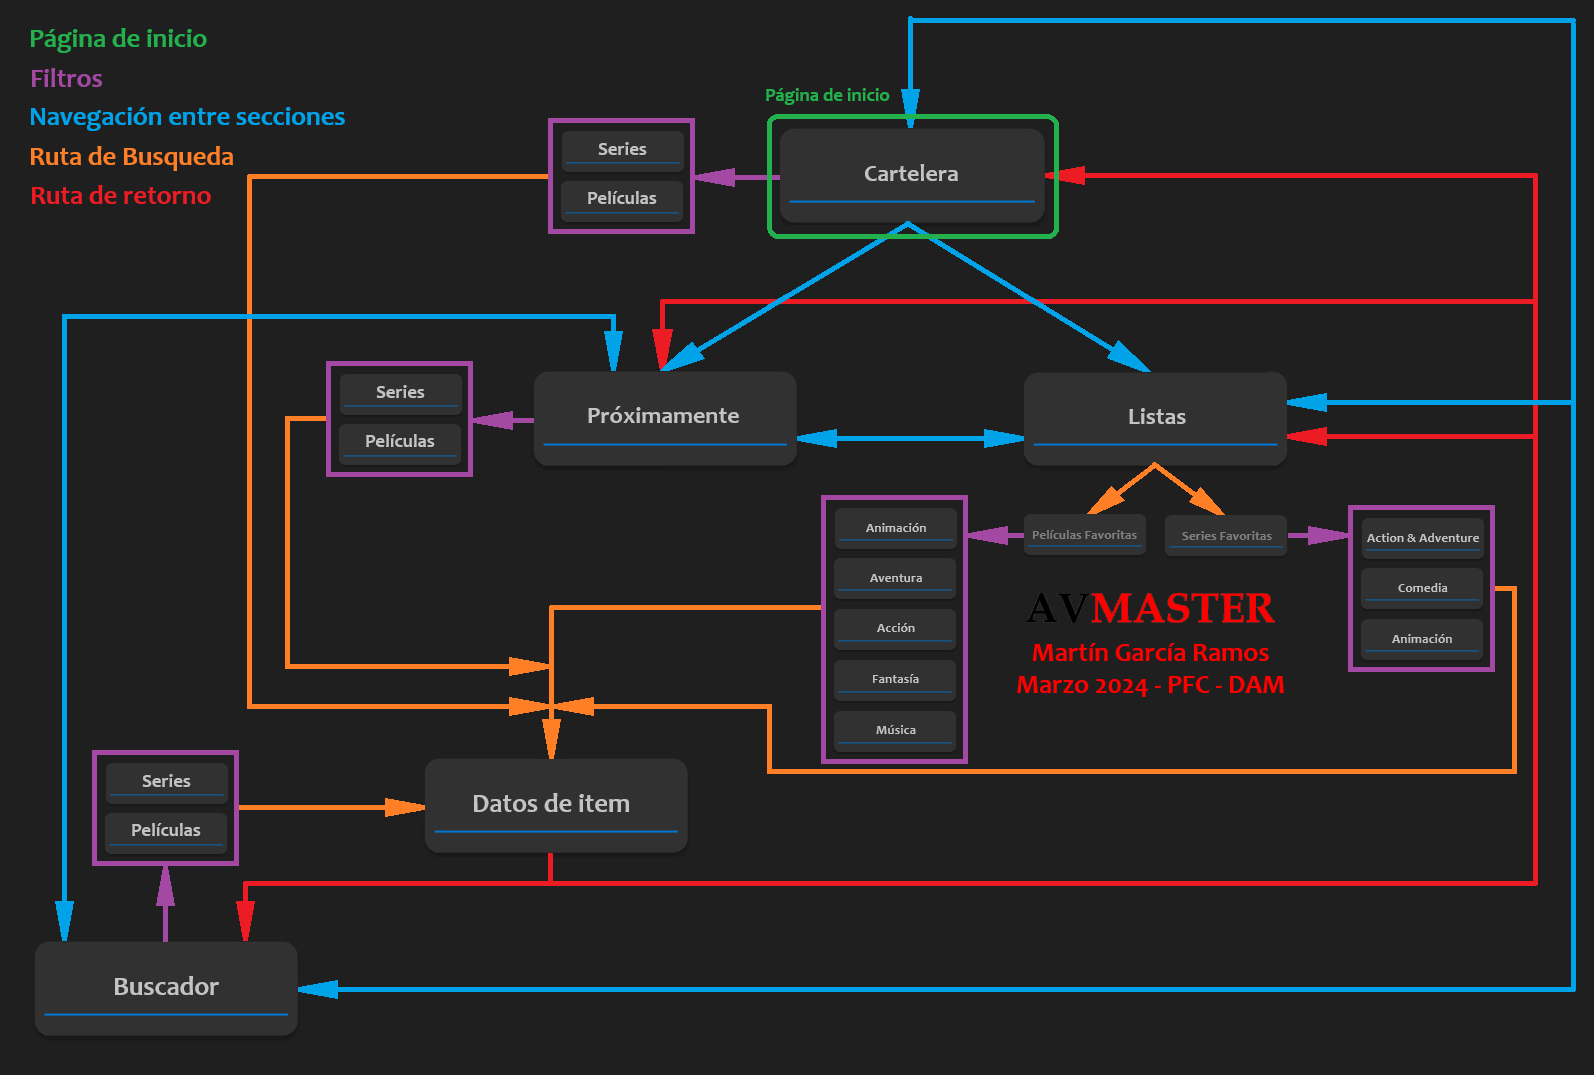 Página de inicio
Filtros
Navegación entre secciones
Ruta de Busqueda
Ruta de retorno
Página de inicio
Series
Películas
Cartelera
Series
Películas
Próximamente
Listas
Películas Favoritas
Series Favoritas
Animación
Aventura
Acción
Fantasía
Música
Action & Adventure
Comedia
Animación
AVMASTER
Martín García Ramos
Marzo 2024 - PFC - DAM
Series
Películas
Datos de item
Buscador